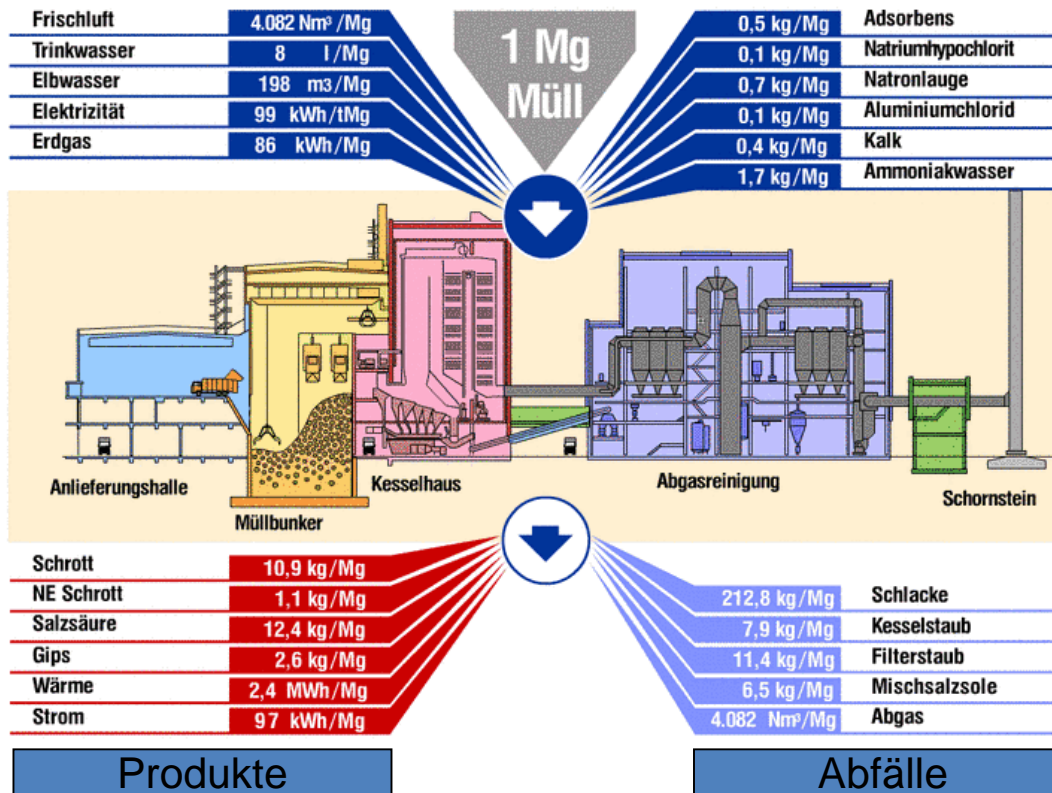 Frischluft 4.082 Nm³/Mg
Trinkwasser 8 l/Mg
Elbwasser 198 m3/Mg
Elektrizität 99 kWh/tMg
Erdgas 86 kWh/Mg
1 Mg
Müll
0,5 kg/Mg Adsorbens
0,1 kg/Mg Natriumhypochlorit
0,7 kg/Mg Natronlauge
0,1 kg/Mg Aluminiumchlorid
0,4 kg/Mg Kalk
1,7 kg/Mg Ammoniakwasser
Anlieferungshalle
Müllbunker
Kesselhaus
Abgasreinigung
Schornstein
Schrott 10,9 kg/Mg
NE Schrott 1,1 kg/Mg
Salzsäure 12,4 kg/Mg
Gips 2,6 kg/Mg
Wärme 2,4 MWh/Mg
Strom 97 kWh/Mg
212,8 kg/Mg Schlacke
7,9 kg/Mg Kesselstaub
11,4 kg/Mg Filterstaub
6,5 kg/Mg Mischsalzsole
4.082 Nm³/Mg Abgas
Produkte
Abfälle